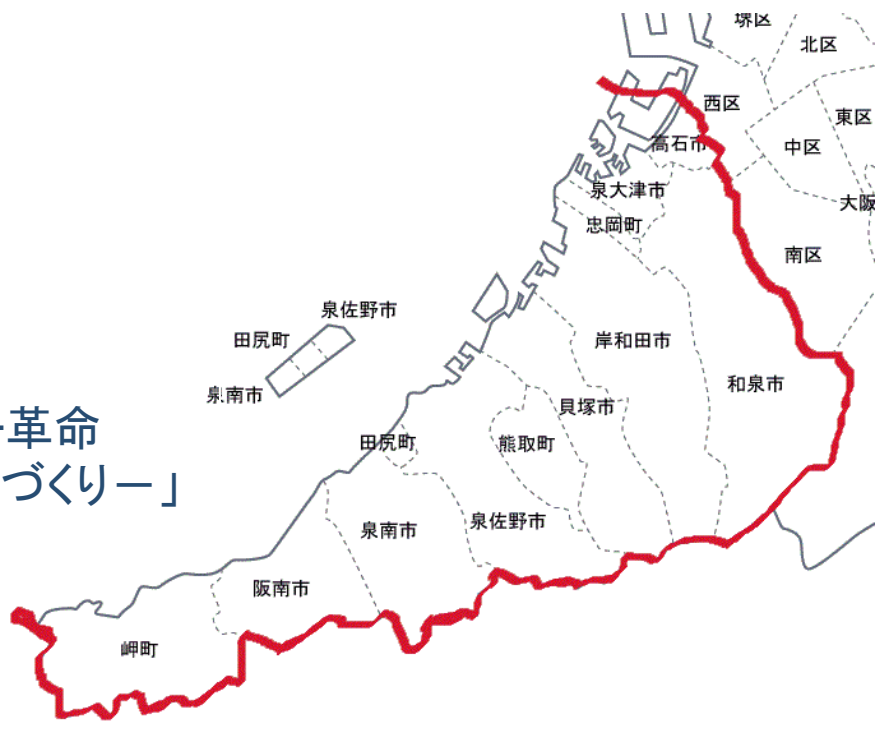 堺区
北区
西区
東区
高石市
中区
泉大津市
大阪
忠岡町
南区
泉佐野市
田尻町
岸和田市
泉南市
和泉市
貝塚市
革命
田尻町
熊取町
づくりー」
泉佐野市
泉南市
阪南市
岬町